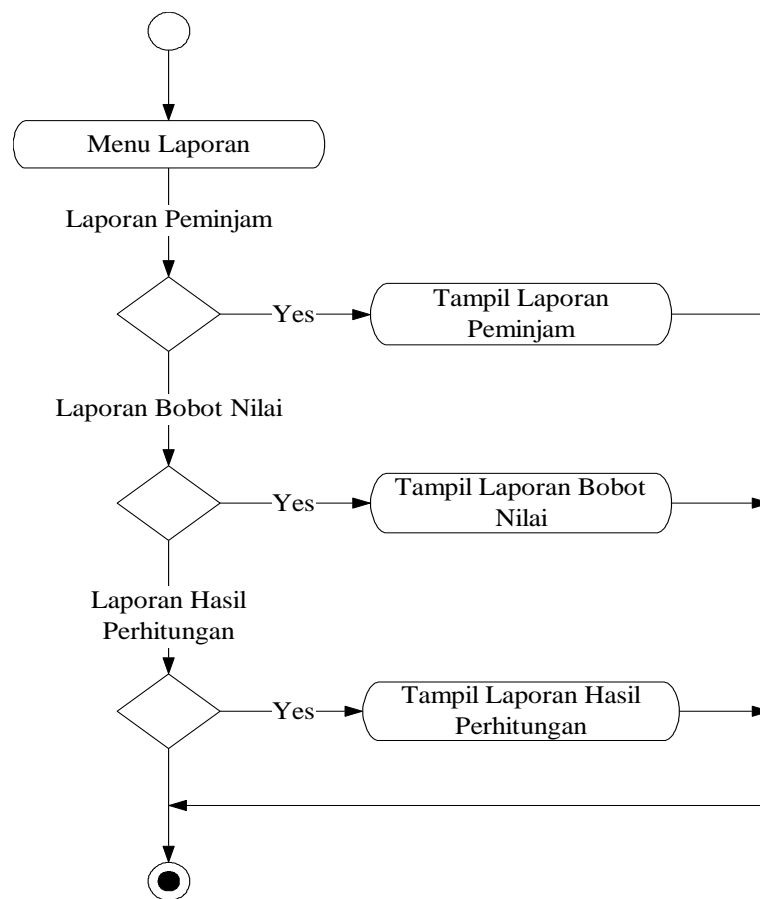 Menu Laporan
Laporan Peminjam
Yes
Tampil Laporan
Peminjam
Laporan Bobot Nilai
Yes
Tampil Laporan Bobot
Nilai
Laporan Hasil
Perhitungan
Yes
Tampil Laporan Hasil
Perhitungan